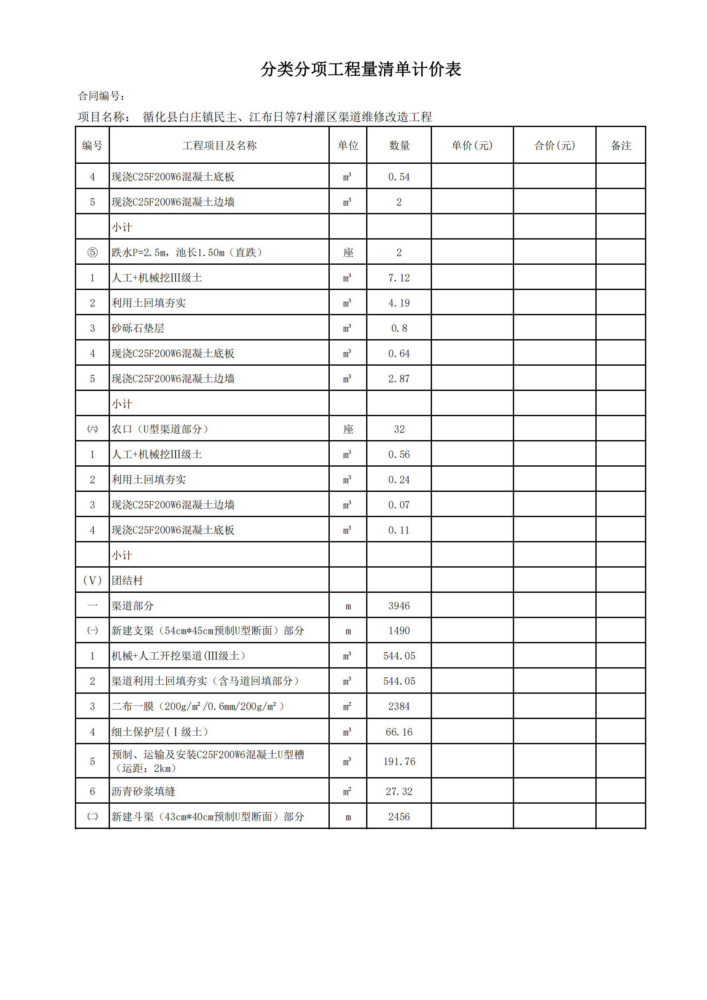 分类分项工程量清单计价表
合同编号：
项目名称： 循化县白庄镇民主、江布日等7村灌区渠道维修改造工程
编号 工程项目及名称 单位 数量 单价(元) 合价(元) 备注
4 现浇C25F200W6混凝土底板 m³ 0.54
5 现浇C25F200W6混凝土边墙 m³ 2
小计
⑤ 跌水P=2.5m，池长1.50m（直跌） 座 2
1 人工+机械挖Ⅲ级土 m³ 7.12
2 利用土回填夯实 m³ 4.19
3 砂砾石垫层 m³ 0.8
4 现浇C25F200W6混凝土底板 m³ 0.64
5 现浇C25F200W6混凝土边墙 m³ 2.87
小计
㈥ 农口（U型渠道部分） 座 32
1 人工+机械挖Ⅲ级土 m³ 0.56
2 利用土回填夯实 m³ 0.24
3 现浇C25F200W6混凝土边墙 m³ 0.07
4 现浇C25F200W6混凝土底板 m³ 0.11
小计
(Ⅴ) 团结村
一 渠道部分 m 3946
㈠ 新建支渠（54cm*45cm预制U型断面）部分 m 1490
1 机械+人工开挖渠道(Ⅲ级土） m³ 544.05
2 渠道利用土回填夯实（含马道回填部分） m³ 544.05
3 二布一膜（200g/m²/0.6mm/200g/m²） m² 2384
4 细土保护层(Ⅰ级土） m³ 66.16
5 预制、运输及安装C25F200W6混凝土U型槽 m³ 191.76
（运距：2km）
6 沥青砂浆填缝 m² 27.32
㈡ 新建斗渠（43cm*40cm预制U型断面）部分 m 2456